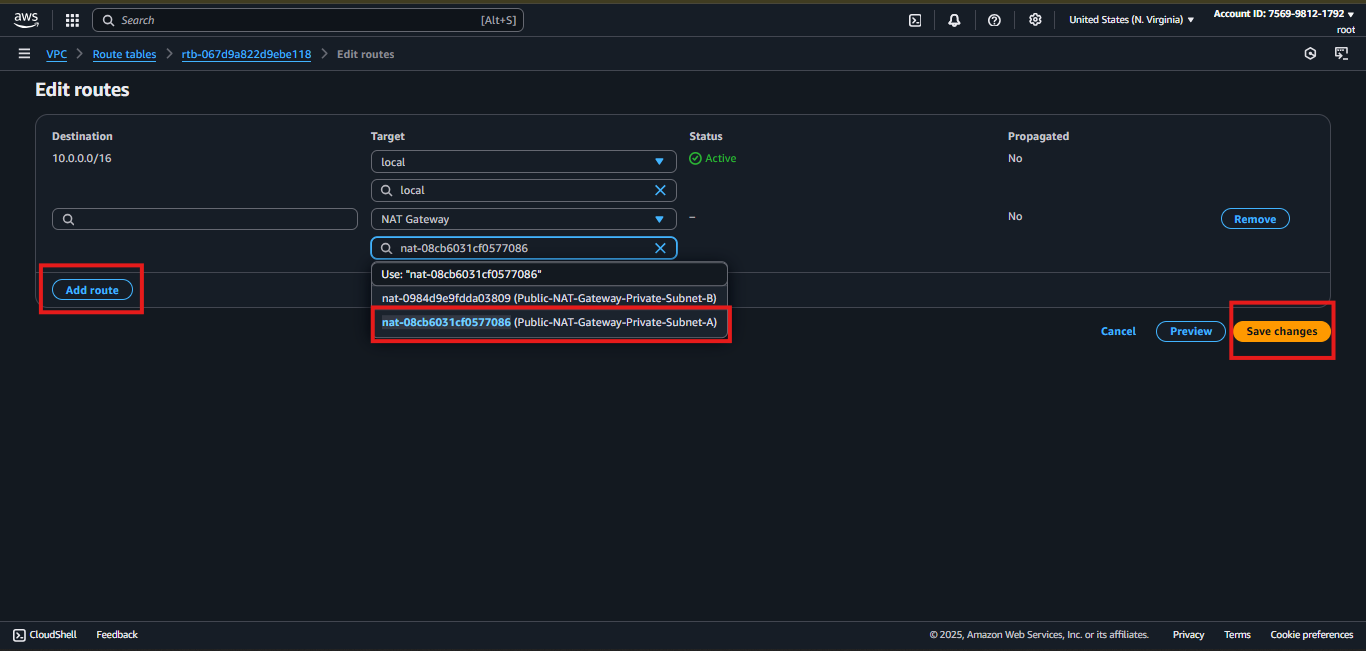 aws Search [Alt+S] United States (N. Virginia) Account ID: 7569-9812-1792
root
VPC Route tables rtb-067d9a822d9ebe118 Edit routes
Edit routes
Destination Target Status Propagated
10.0.0.0/16 local Active No
local
NAT Gateway – No Remove
nat-08cb6031cf0577086
Use: "nat-08cb6031cf0577086"
Add route nat-0984d9e9fdda03809 (Public-NAT-Gateway-Private-Subnet-B)
nat-08cb6031cf0577086 (Public-NAT-Gateway-Private-Subnet-A)
Cancel Preview Save changes
CloudShell Feedback © 2025, Amazon Web Services, Inc. or its affiliates. Privacy Terms Cookie preferences